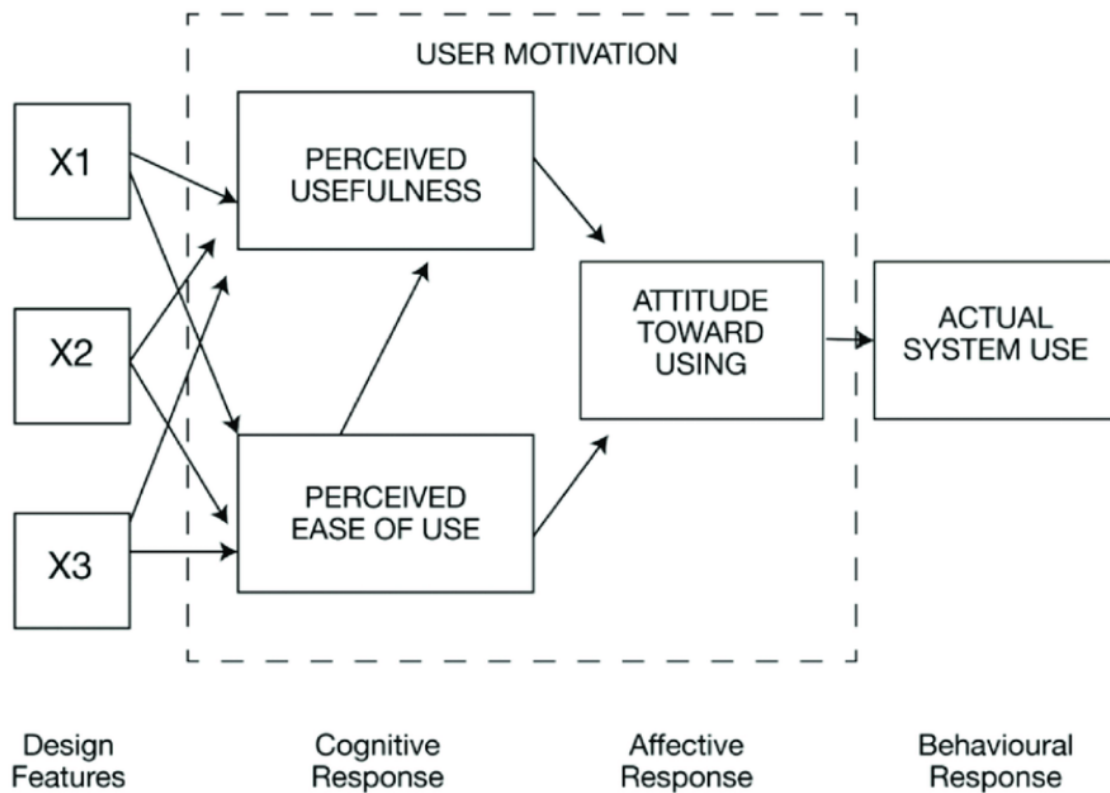 USER MOTIVATION
X1
PERCEIVED
USEFULNESS
X2
ATTITUDE
TOWARD
USING
ACTUAL
SYSTEM USE
X3
PERCEIVED
EASE OF USE
Design
Features
Cognitive
Response
Affective
Response
Behavioural
Response